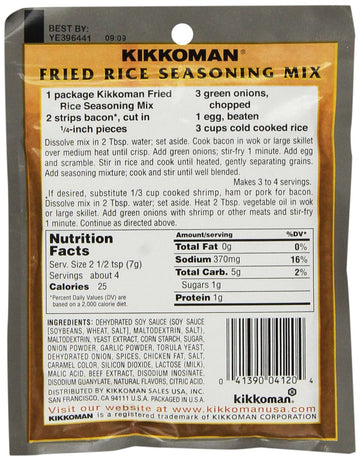 BEST BY:
YE396441 09:09
KIKKOMAN®
FRIED RICE SEASONING MIX
1 package Kikkoman Fried
Rice Seasoning Mix
2 strips bacon*, cut in
1/4-inch pieces
3 green onions,
chopped
1 egg, beaten
3 cups cold cooked rice
Dissolve mix in 2 Tbsp. water; set aside. Cook bacon in wok or large skillet
over medium heat until crisp. Add green onions; stir-fry 1 minute. Add egg
and scramble. Stir in rice and cook until heated, gently separating grains.
Add seasoning mixture; cook and stir until well blended.
Makes 3 to 4 servings.
*If desired, substitute 1/3 cup cooked shrimp, ham or pork for bacon.
Prepare mix as directed. Heat 2 Tbsp. vegetable oil in wok
or large skillet. Add green onions with shrimp or other meats and stir-fry
1 minute. Continue as directed above.
Nutrition
Facts
Serv. Size 2 1/2 tsp (7g)
Servings about 4
Calories 25
*Percent Daily Values (DV) are
based on a 2,000 calorie diet.
Amount/serving %DV*
Total Fat 0g 0%
Sodium 370mg 16%
Total Carb. 5g 2%
Sugars 1g
Protein 1g
INGREDIENTS: DEHYDRATED SOY SAUCE (SOY SAUCE
[SOYBEANS, WHEAT, SALT], MALTODEXTRIN, SALT),
MALTODEXTRIN, YEAST EXTRACT, CORN STARCH, SUGAR,
ONION POWDER, GARLIC POWDER, TORULA YEAST,
DEHYDRATED ONION, SPICES, CHICKEN FAT, SALT,
CARAMEL COLOR, SILICON DIOXIDE, LACTOSE (MILK),
MALIC ACID, BEEF EXTRACT, DISODIUM INOSINATE,
DISODIUM GUANYLATE, NATURAL FLAVORS, CITRIC ACID.
DISTRIBUTED BY KIKKOMAN SALES USA, INC.
SAN FRANCISCO, CA 94111 U.S.A. PACKED IN U.S.A.
0 41390 04120 4
kikkoman®
Visit our website at www.kikkomanusa.com
KIKKOMAN is a registered trademark of KIKKOMAN CORPORATION